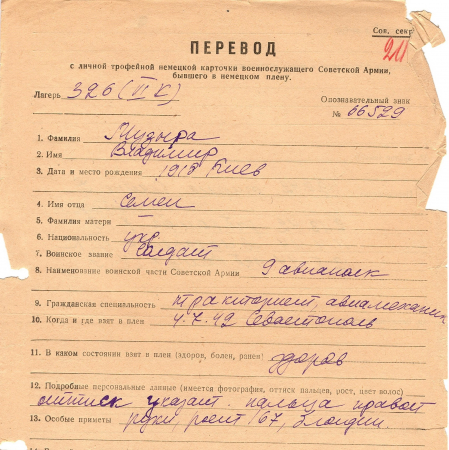 Сов. секр
211
ПЕРЕВОД
с личной трофейной немецкой карточки военнослужащего Советской Армии,
бывшего в немецком плену.
Лагерь 326 (VI К)
Опознавательный знак
№ 66529
1. Фамилия Мудыра
2. Имя Владимир
3. Дата и место рождения 1918 Киев
4. Имя отца Семен
5. Фамилия матери —
6. Национальность укр
7. Воинское звание солдат
8. Наименование воинской части Советской Армии 9 авиаполк
9. Гражданская специальность тракторист, авиамеханик
10. Когда и где взят в плен 4.7.42 Севастополь
11. В каком состоянии взят в плен (здоров, болен, ранен) здоров
12. Подробные персональные данные (имеется фотография, оттиск пальцев, рост, цвет волос)
оттиск указат. пальца правой
13. Особые приметы руки, рост 167, блондин